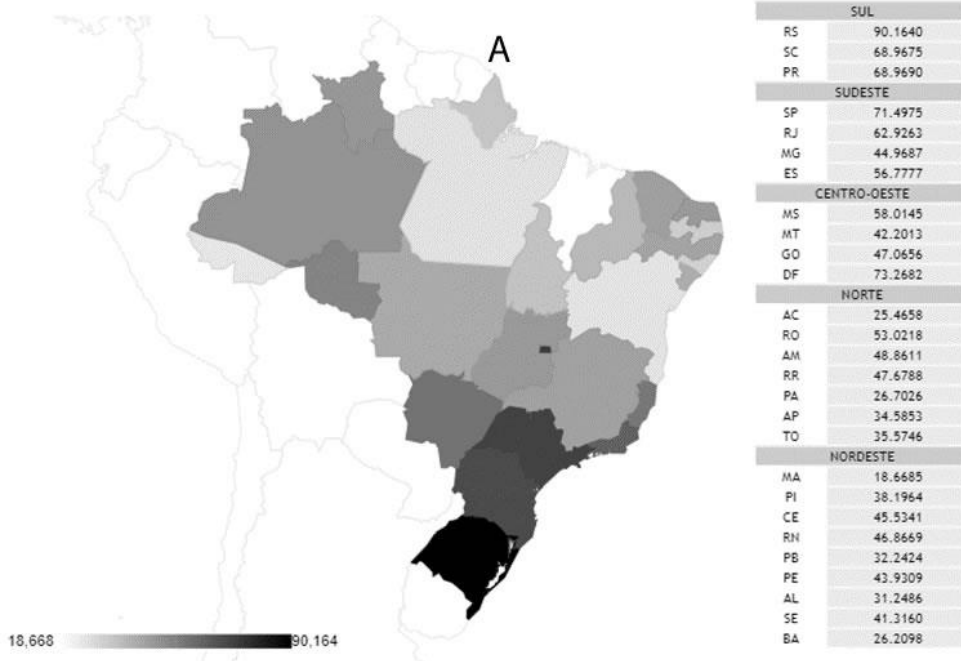 A
18,668 90,164
SUL
RS 90.1640
SC 68.9675
PR 68.9690
SUDESTE
SP 71.4975
RJ 62.9263
MG 44.9687
ES 56.7777
CENTRO-OESTE
MS 58.0145
MT 42.2013
GO 47.0656
DF 73.2682
NORTE
AC 25.4658
RO 53.0218
AM 48.8611
RR 47.6788
PA 26.7026
AP 34.5853
TO 35.5746
NORDESTE
MA 18.6685
PI 38.1964
CE 45.5341
RN 46.8669
PB 32.2424
PE 43.9309
AL 31.2486
SE 41.3160
BA 26.2098